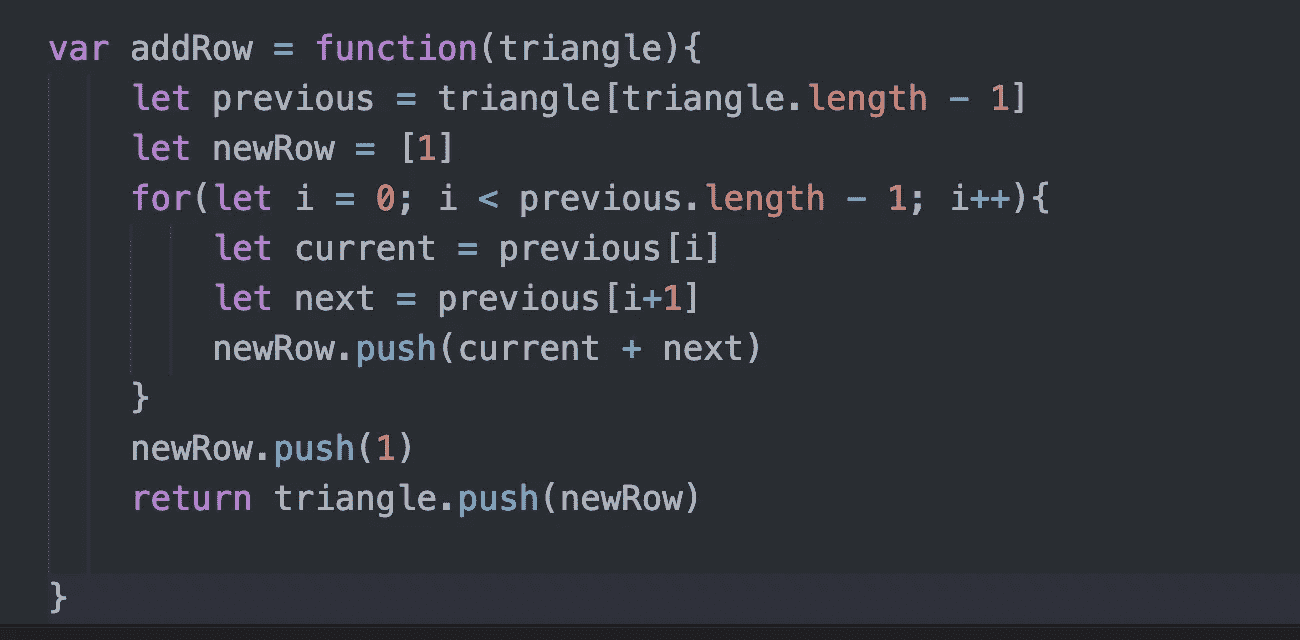 var addRow = function(triangle){
let previous = triangle[triangle.length - 1]
let newRow = [1]
for(let i = 0; i < previous.length - 1; i++){
let current = previous[i]
let next = previous[i+1]
newRow.push(current + next)
}
newRow.push(1)
return triangle.push(newRow)
}